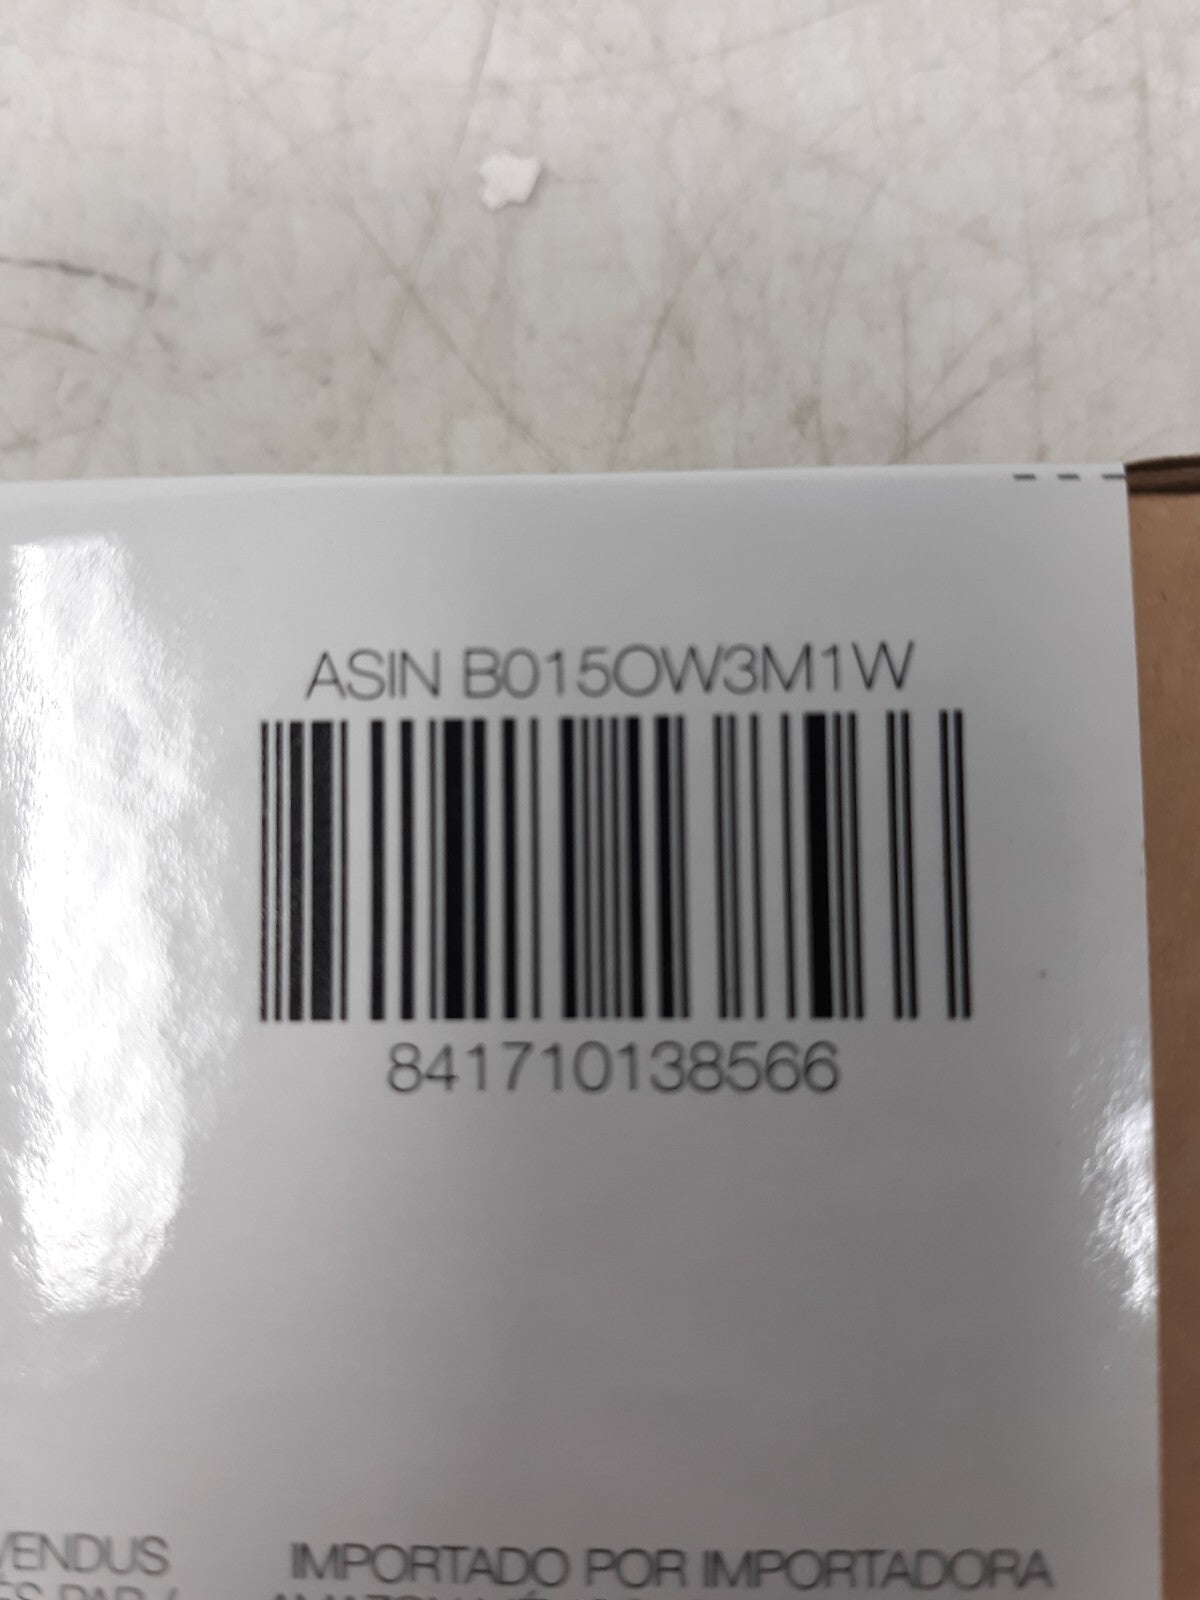 ASIN B015OW3M1W
841710138566
VENDUS
IMPORTADO POR IMPORTADORA